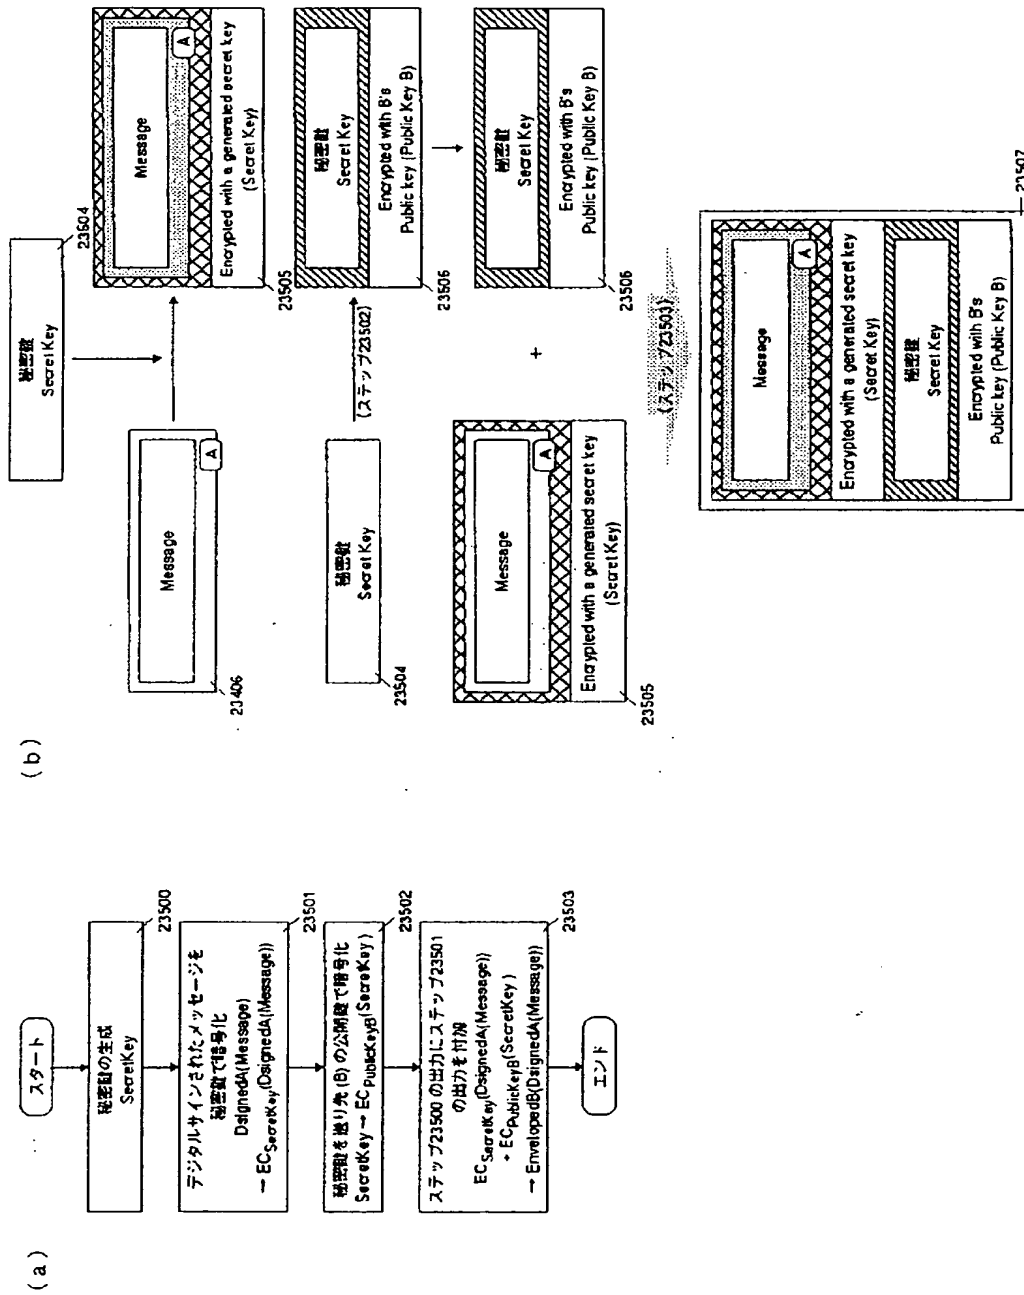 (a)
スタート
秘密鍵の生成
SecretKey
23500
デジタルサインされたメッセージを
秘密鍵で暗号化
DsignedA(Message)
→ ECSecretKey(DsignedA(Message))
23501
秘密鍵を送り先(B)の公開鍵で暗号化
SecretKey → ECPublicKeyB(SecretKey)
23502
ステップ23500の出力にステップ23501
の出力を付加
ECSecretKey(DsignedA(Message))
+ ECPublicKeyB(SecretKey)
→ EnvelopedB(DsignedA(Message))
23503
エンド
(b)
秘密鍵
Secret Key
23504
Message
A
23406
Message
A
Encrypted with a generated secret key
(Secret Key)
23505
秘密鍵
Secret Key
23504
(ステップ23502)
秘密鍵
Secret Key
Encrypted with B's
Public key (Public Key B)
23506
Message
A
Encrypted with a generated secret key
(Secret Key)
23505
+
秘密鍵
Secret Key
Encrypted with B's
Public key (Public Key B)
23506
(ステップ23503)
Message
A
Encrypted with a generated secret key
(Secret Key)
秘密鍵
Secret Key
Encrypted with B's
Public key (Public Key B)
23507